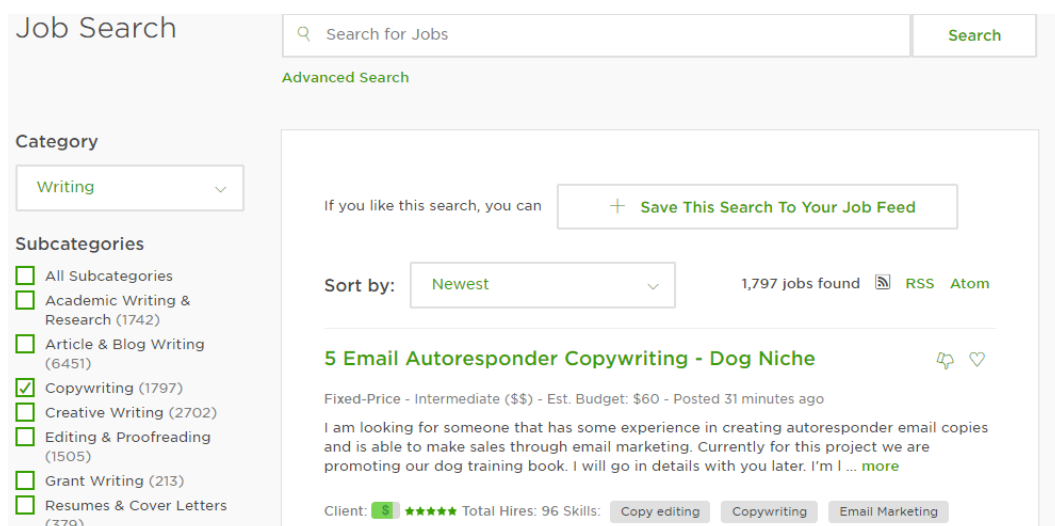 Job Search
Search for Jobs
Search
Advanced Search
Category
Writing
Subcategories
All Subcategories
Academic Writing &
Research (1742)
Article & Blog Writing
(6451)
Copywriting (1797)
Creative Writing (2702)
Editing & Proofreading
(1505)
Grant Writing (213)
Resumes & Cover Letters
(379)
If you like this search, you can
+ Save This Search To Your Job Feed
Sort by:
Newest
1,797 jobs found
RSS
Atom
5 Email Autoresponder Copywriting - Dog Niche
Fixed-Price - Intermediate ($$) - Est. Budget: $60 - Posted 31 minutes ago
I am looking for someone that has some experience in creating autoresponder email copies
and is able to make sales through email marketing. Currently for this project we are
promoting our dog training book. I will go in details with you later. I'm l ... more
Client: $ ★★★★★ Total Hires: 96 Skills: Copy editing Copywriting Email Marketing